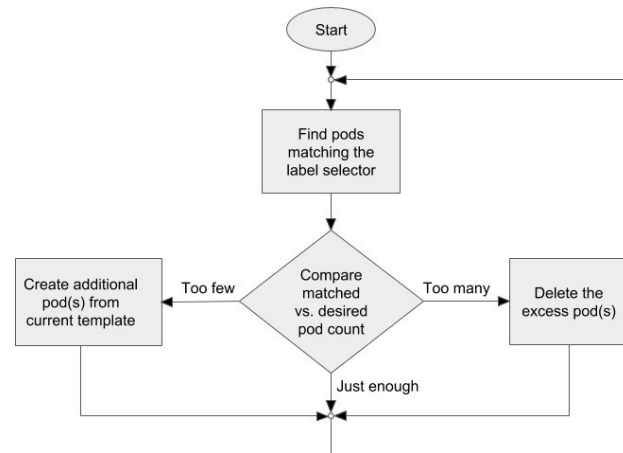 Start
Find pods
matching the
label selector
Create additional
pod(s) from
current template
Too few
Compare
matched
vs. desired
pod count
Too many
Delete the
excess pod(s)
Just enough